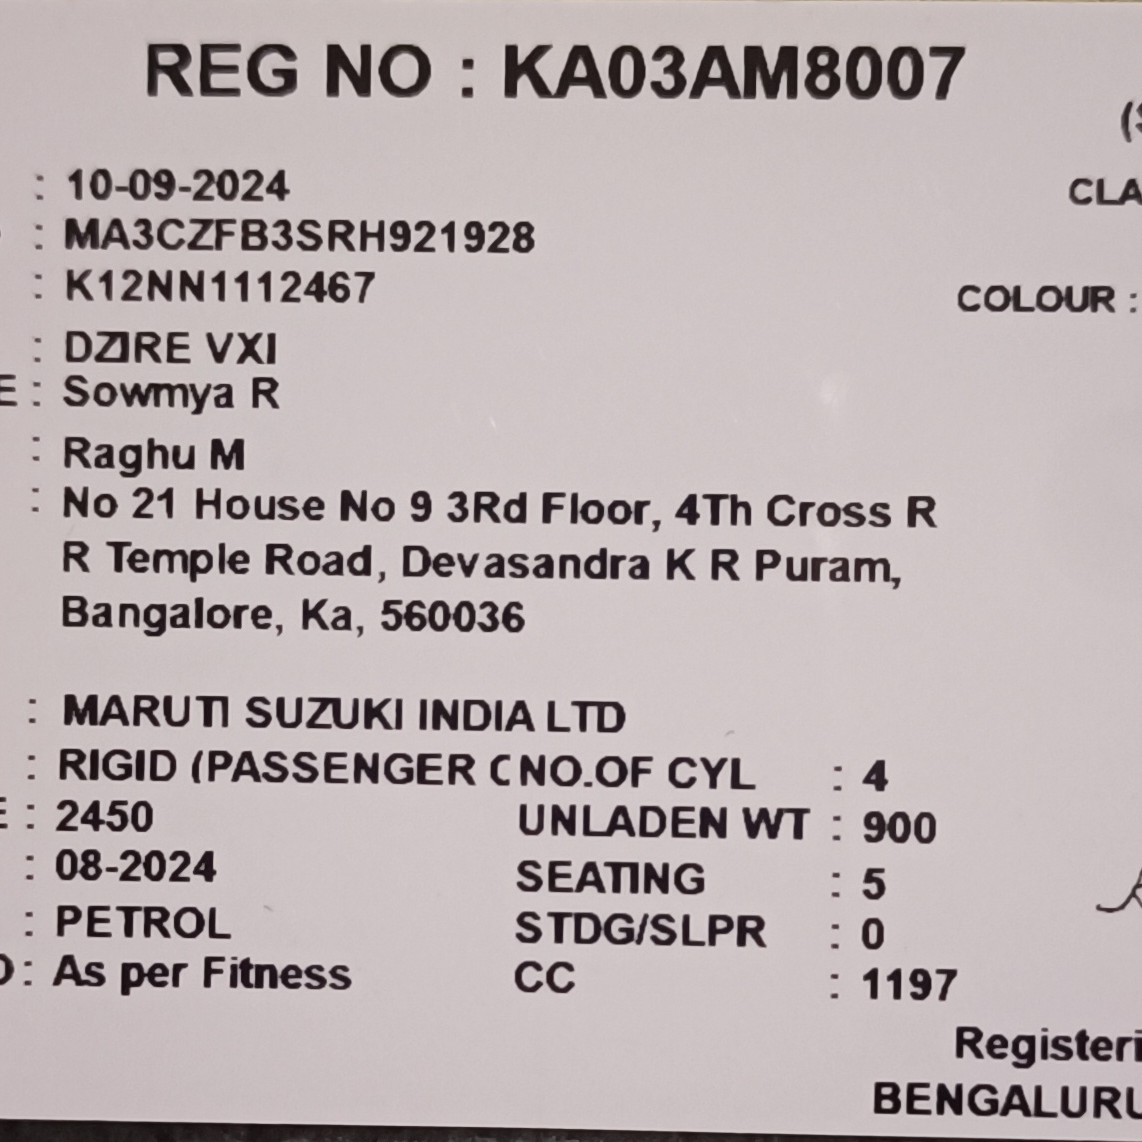 REG NO : KA03AM8007
: 10-09-2024
CLA
: MA3CZFB3SRH921928
: K12NN1112467
COLOUR :
: DZIRE VXI
E : Sowmya R
: Raghu M
: No 21 House No 9 3Rd Floor, 4Th Cross R
R Temple Road, Devasandra K R Puram,
Bangalore, Ka, 560036
: MARUTI SUZUKI INDIA LTD
: RIGID (PASSENGER C NO.OF CYL : 4
E : 2450 UNLADEN WT : 900
: 08-2024 SEATING : 5
: PETROL STDG/SLPR : 0
: As per Fitness CC : 1197
Registeri
BENGALURU